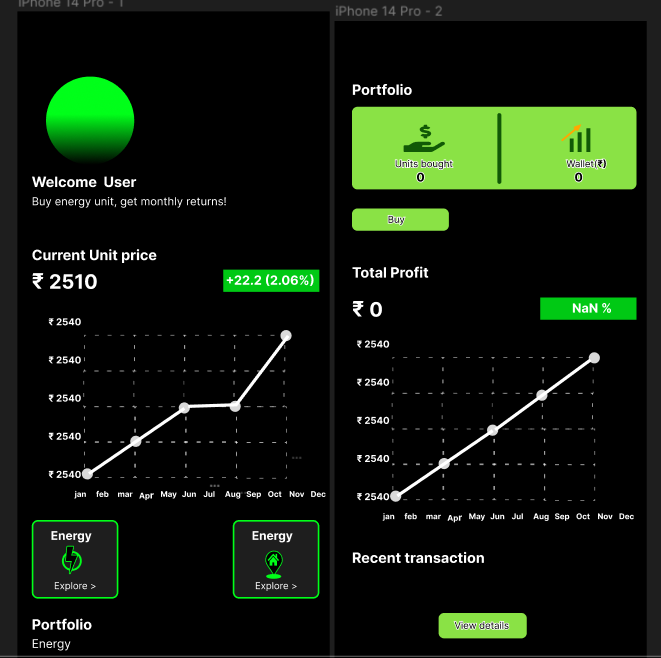 iPhone 14 Pro - 1
Welcome User
Buy energy unit, get monthly returns!
Current Unit price
₹ 2510
+22.2 (2.06%)
₹ 2540
₹ 2540
₹ 2540
₹ 2540
₹ 2540
jan feb mar Apr May Jun Jul Aug Sep Oct Nov Dec
Energy
Explore >
Energy
Explore >
Portfolio
Energy
iPhone 14 Pro - 2
Portfolio
$
Units bought
0
Wallet(₹)
0
Buy
Total Profit
₹ 0
NaN %
₹ 2540
₹ 2540
₹ 2540
₹ 2540
₹ 2540
jan feb mar Apr May Jun Jul Aug Sep Oct Nov Dec
Recent transaction
View details